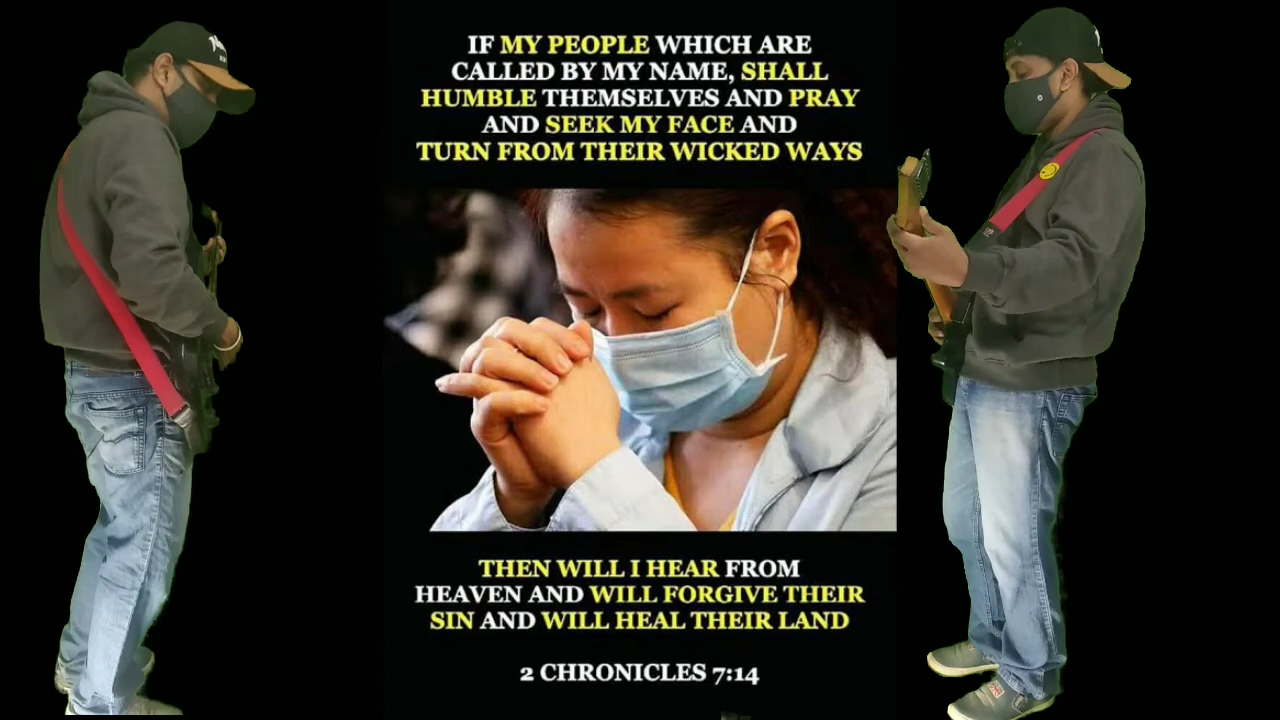 IF MY PEOPLE WHICH ARE
CALLED BY MY NAME, SHALL
HUMBLE THEMSELVES AND PRAY
AND SEEK MY FACE AND
TURN FROM THEIR WICKED WAYS
THEN WILL I HEAR FROM
HEAVEN AND WILL FORGIVE THEIR
SIN AND WILL HEAL THEIR LAND
2 CHRONICLES 7:14